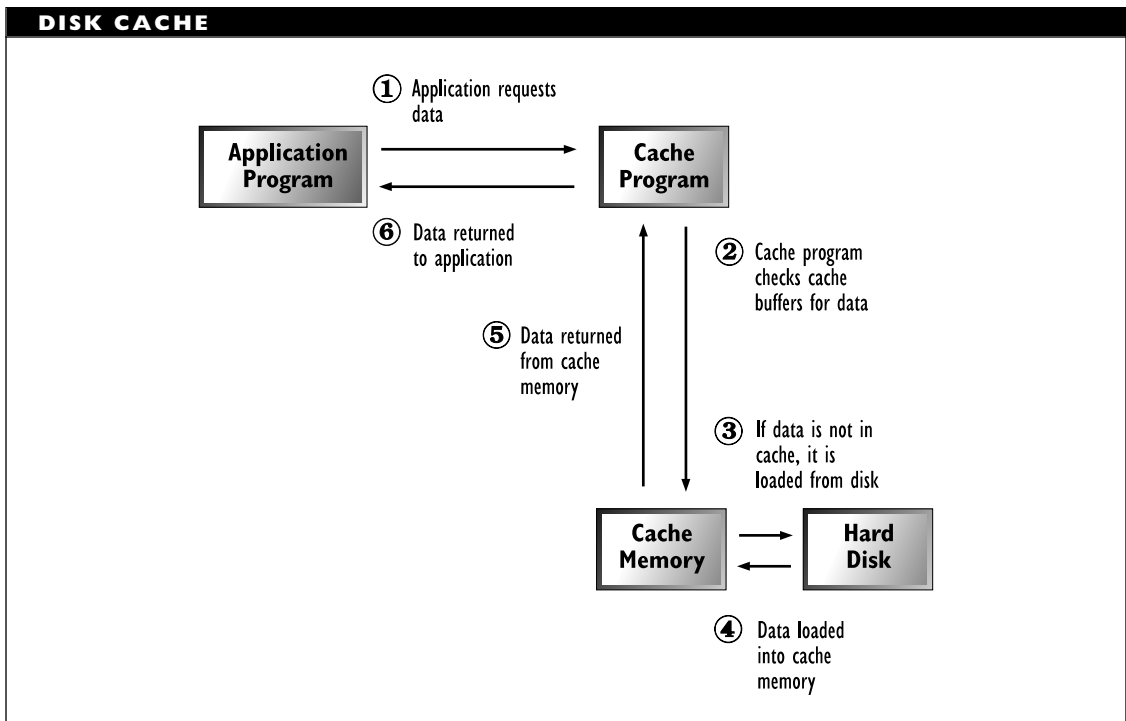 DISK CACHE
① Application requests
data
Application
Program
Cache
Program
⑥ Data returned
to application
② Cache program
checks cache
buffers for data
⑤ Data returned
from cache
memory
③ If data is not in
cache, it is
loaded from disk
Cache
Memory
Hard
Disk
④ Data loaded
into cache
memory